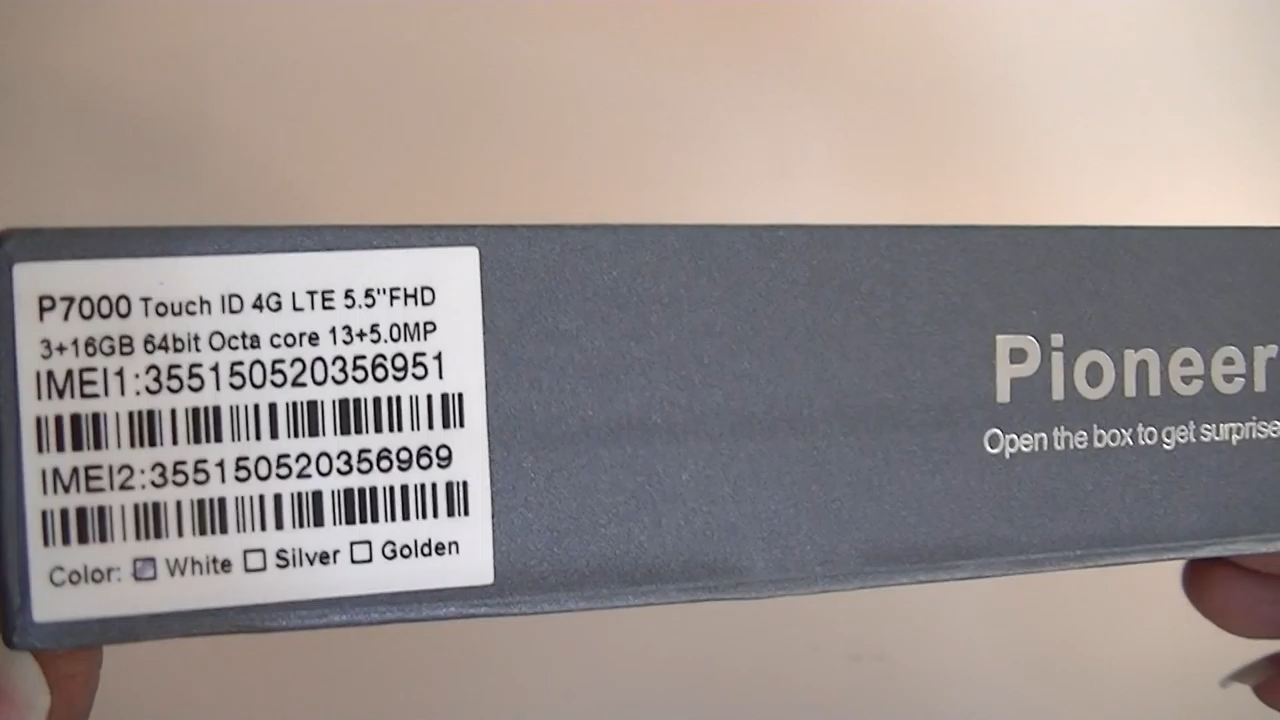 P7000 Touch ID 4G LTE 5.5"FHD
3+16GB 64bit Octa core 13+5.0MP
IMEI1:355150520356951
IMEI2:355150520356969
Color: White Silver Golden
Pioneer
Open the box to get surprise